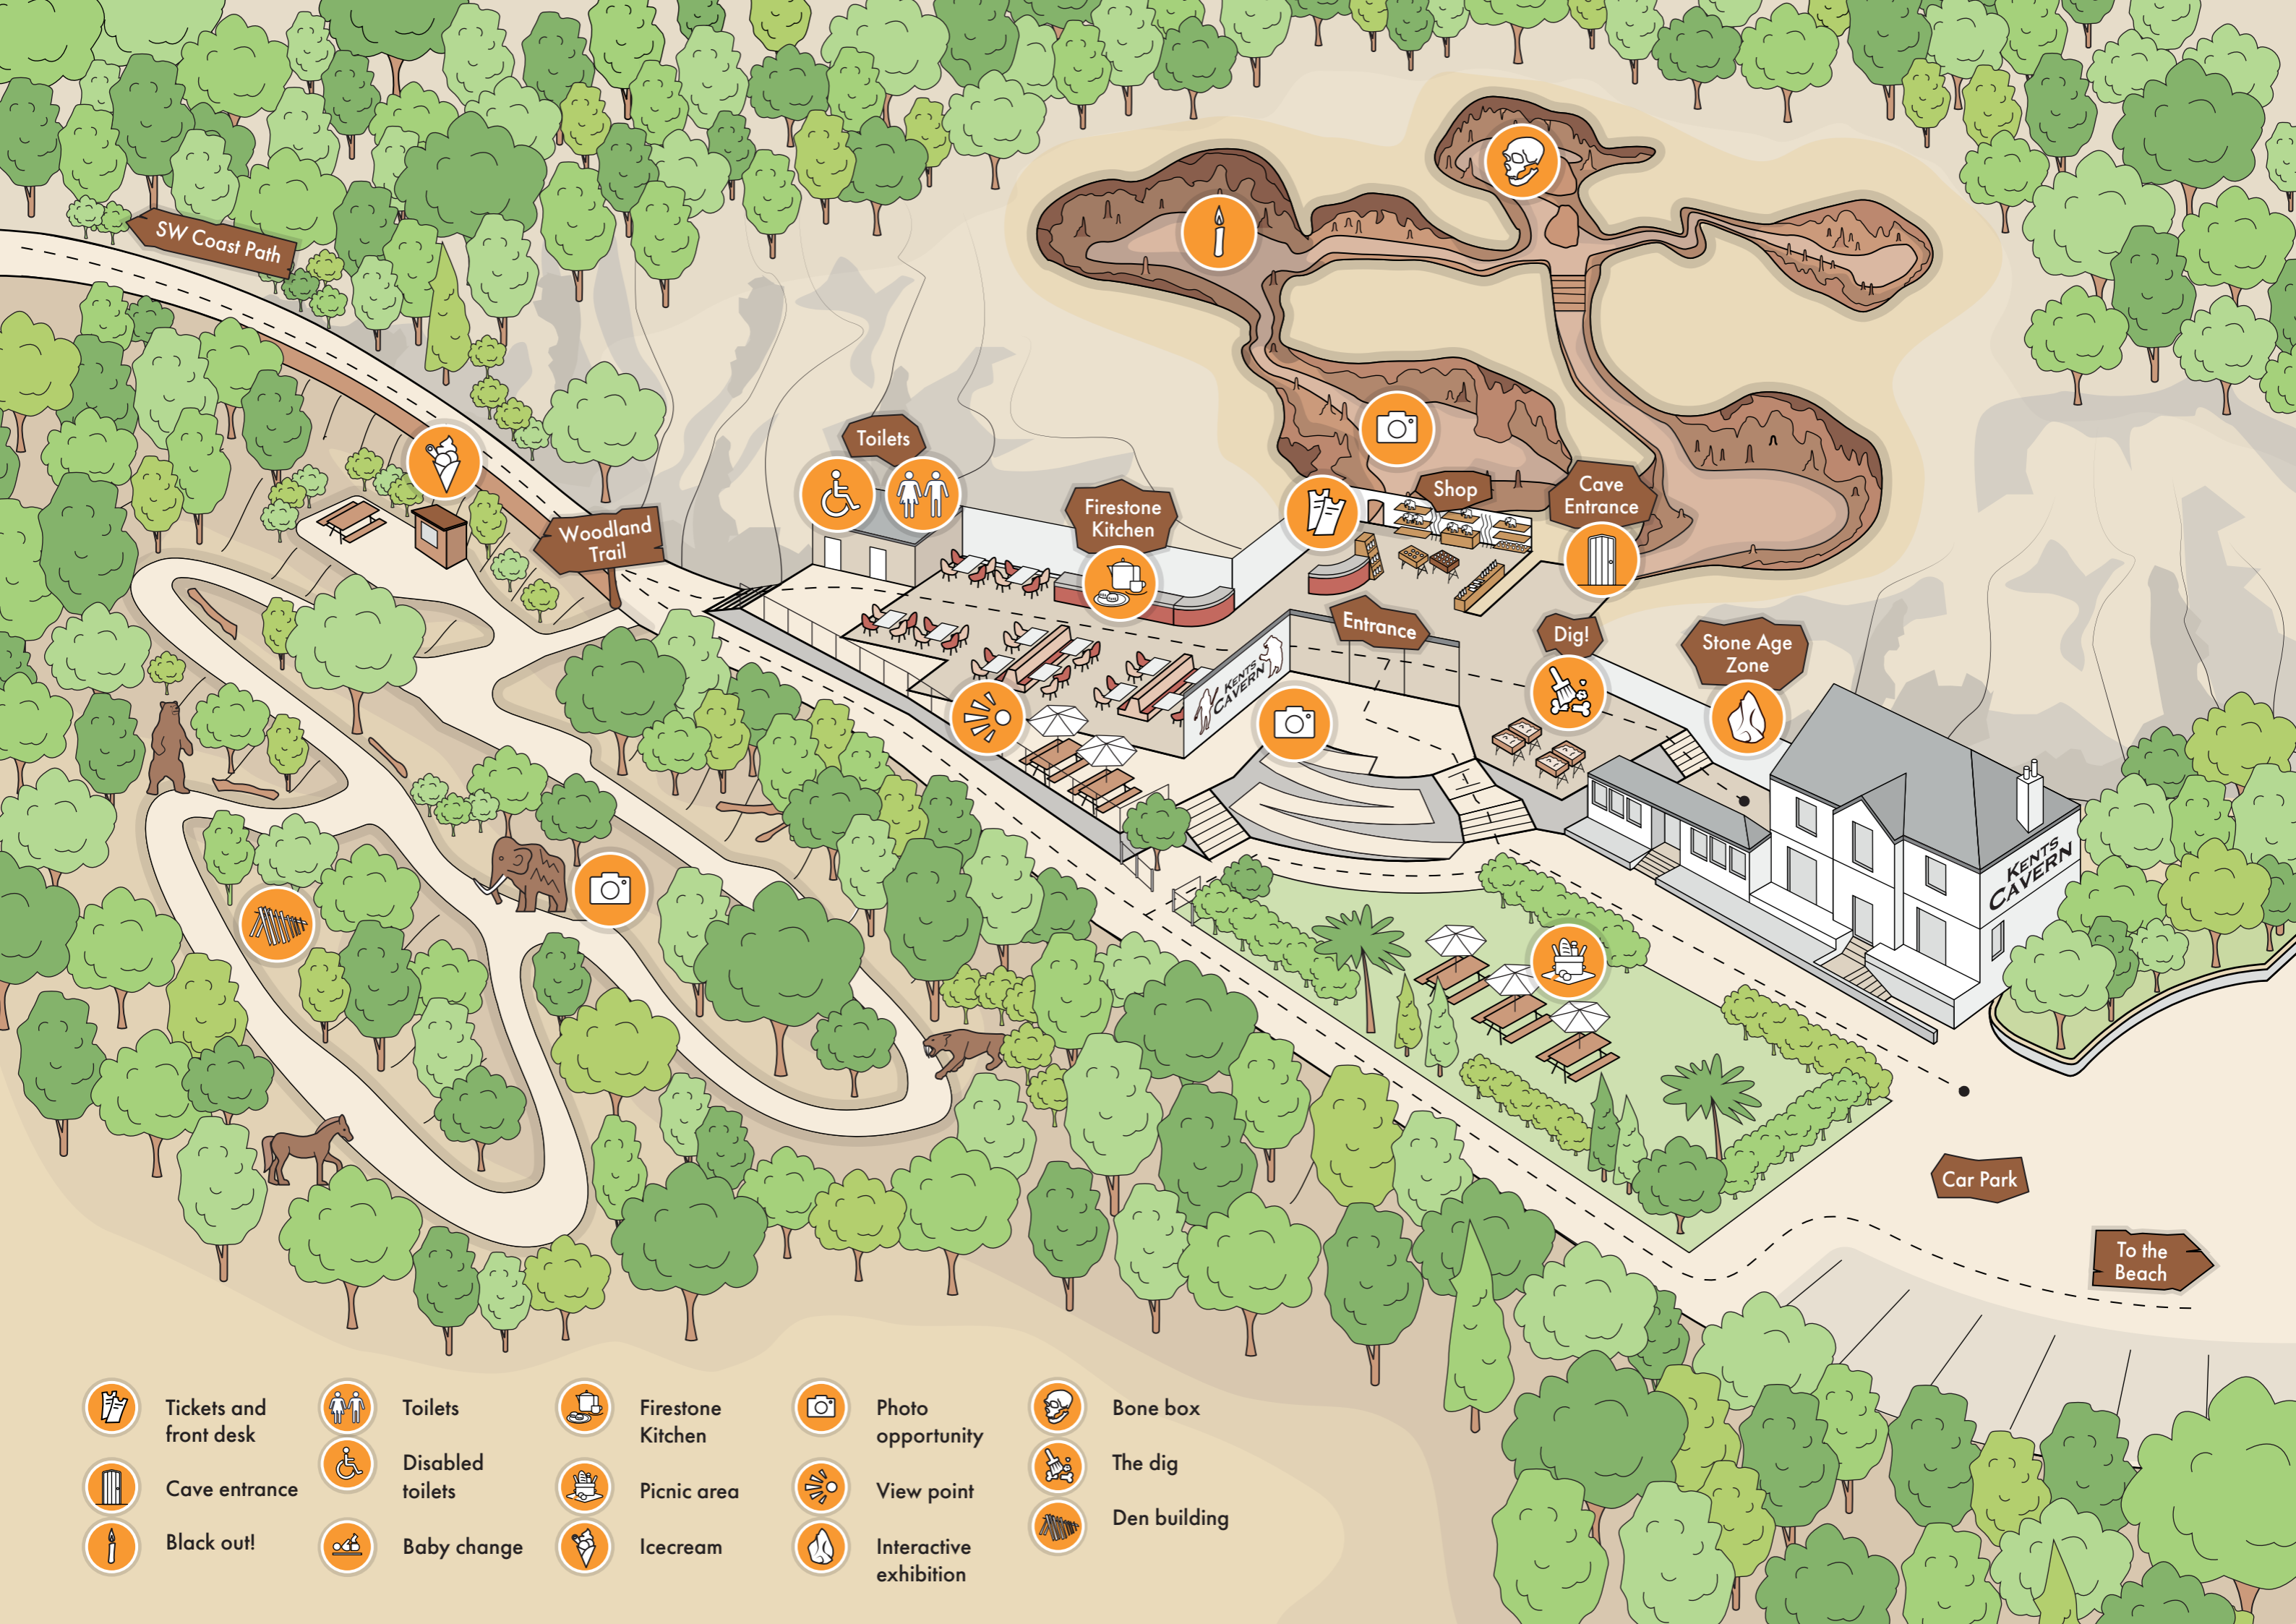 SW Coast Path
Toilets
Woodland
Trail
Firestone
Kitchen
Shop
Cave
Entrance
Entrance
Dig!
Stone Age
Zone
KENTS
CAVERN
KENTS
CAVERN
Car Park
To the
Beach
Tickets and
front desk
Cave entrance
Black out!
Toilets
Disabled
toilets
Baby change
Firestone
Kitchen
Picnic area
Icecream
Photo
opportunity
View point
Interactive
exhibition
Bone box
The dig
Den building